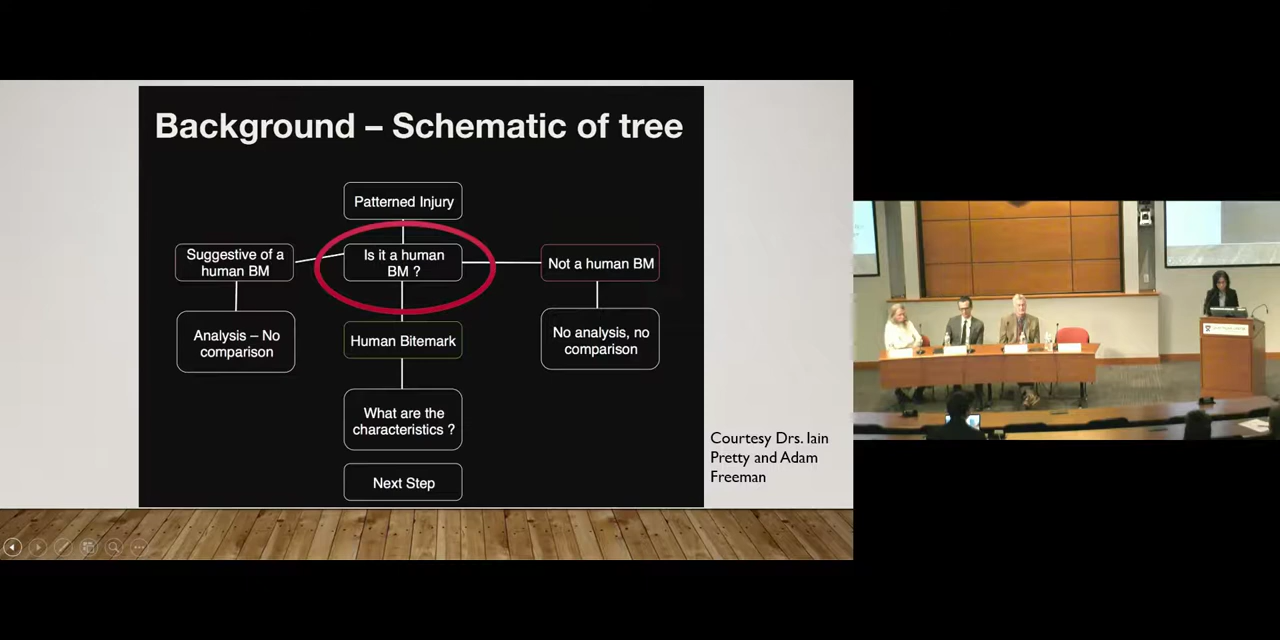 Background – Schematic of tree
Patterned Injury
Suggestive of a
human BM
Is it a human
BM ?
Not a human BM
Analysis – No
comparison
Human Bitemark
No analysis, no
comparison
What are the
characteristics ?
Next Step
Courtesy Drs. Iain
Pretty and Adam
Freeman